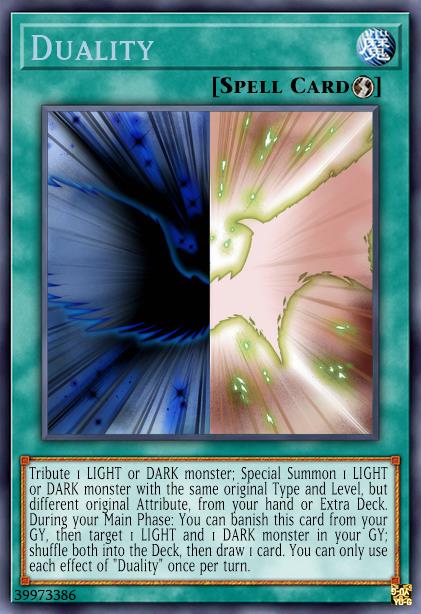 DUALITY
魔
[SPELL CARD]
Tribute 1 LIGHT or DARK monster; Special Summon 1 LIGHT
or DARK monster with the same original Type and Level, but
different original Attribute, from your hand or Extra Deck.
During your Main Phase: You can banish this card from your
GY, then target 1 LIGHT and 1 DARK monster in your GY;
shuffle both into the Deck, then draw 1 card. You can only use
each effect of "Duality" once per turn.
39973386